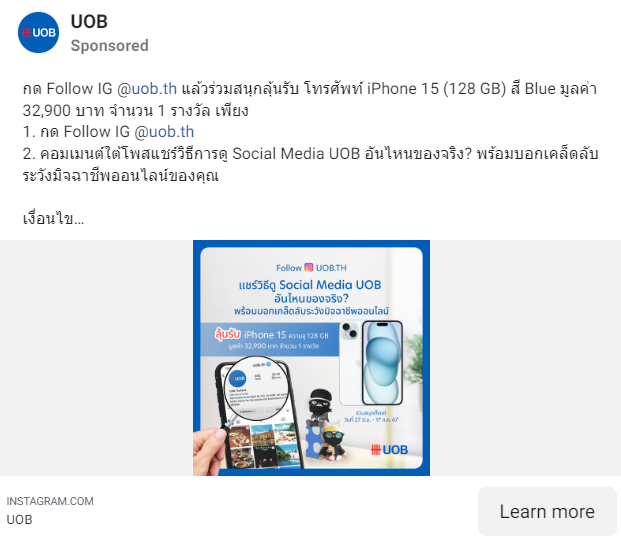 UOB
UOB
Sponsored
กด Follow IG @uob.th แล้วร่วมสนุกลุ้นรับ โทรศัพท์ iPhone 15 (128 GB) สี Blue มูลค่า
32,900 บาท จำนวน 1 รางวัล เพียง
1. กด Follow IG @uob.th
2. คอมเมนต์ใต้โพสแชร์วิธีการดู Social Media UOB อันไหนของจริง? พร้อมบอกเคล็ดลับ
ระวังมิจฉาชีพออนไลน์ของคุณ
เงื่อนไข...
Follow UOB.TH
แชร์วิธีดู Social Media UOB
อันไหนของจริง?
พร้อมบอกเคล็ดลับระวังมิจฉาชีพออนไลน์
ลุ้นรับ iPhone 15 ความจุ 128 GB
มูลค่า 32,900 บาท จำนวน 1 รางวัล
uob.th
UOB
ร่วมสนุกตั้งแต่
วันที่ 27 มี.ค. - 17 เม.ย. 67
UOB
INSTAGRAM.COM
UOB
Learn more